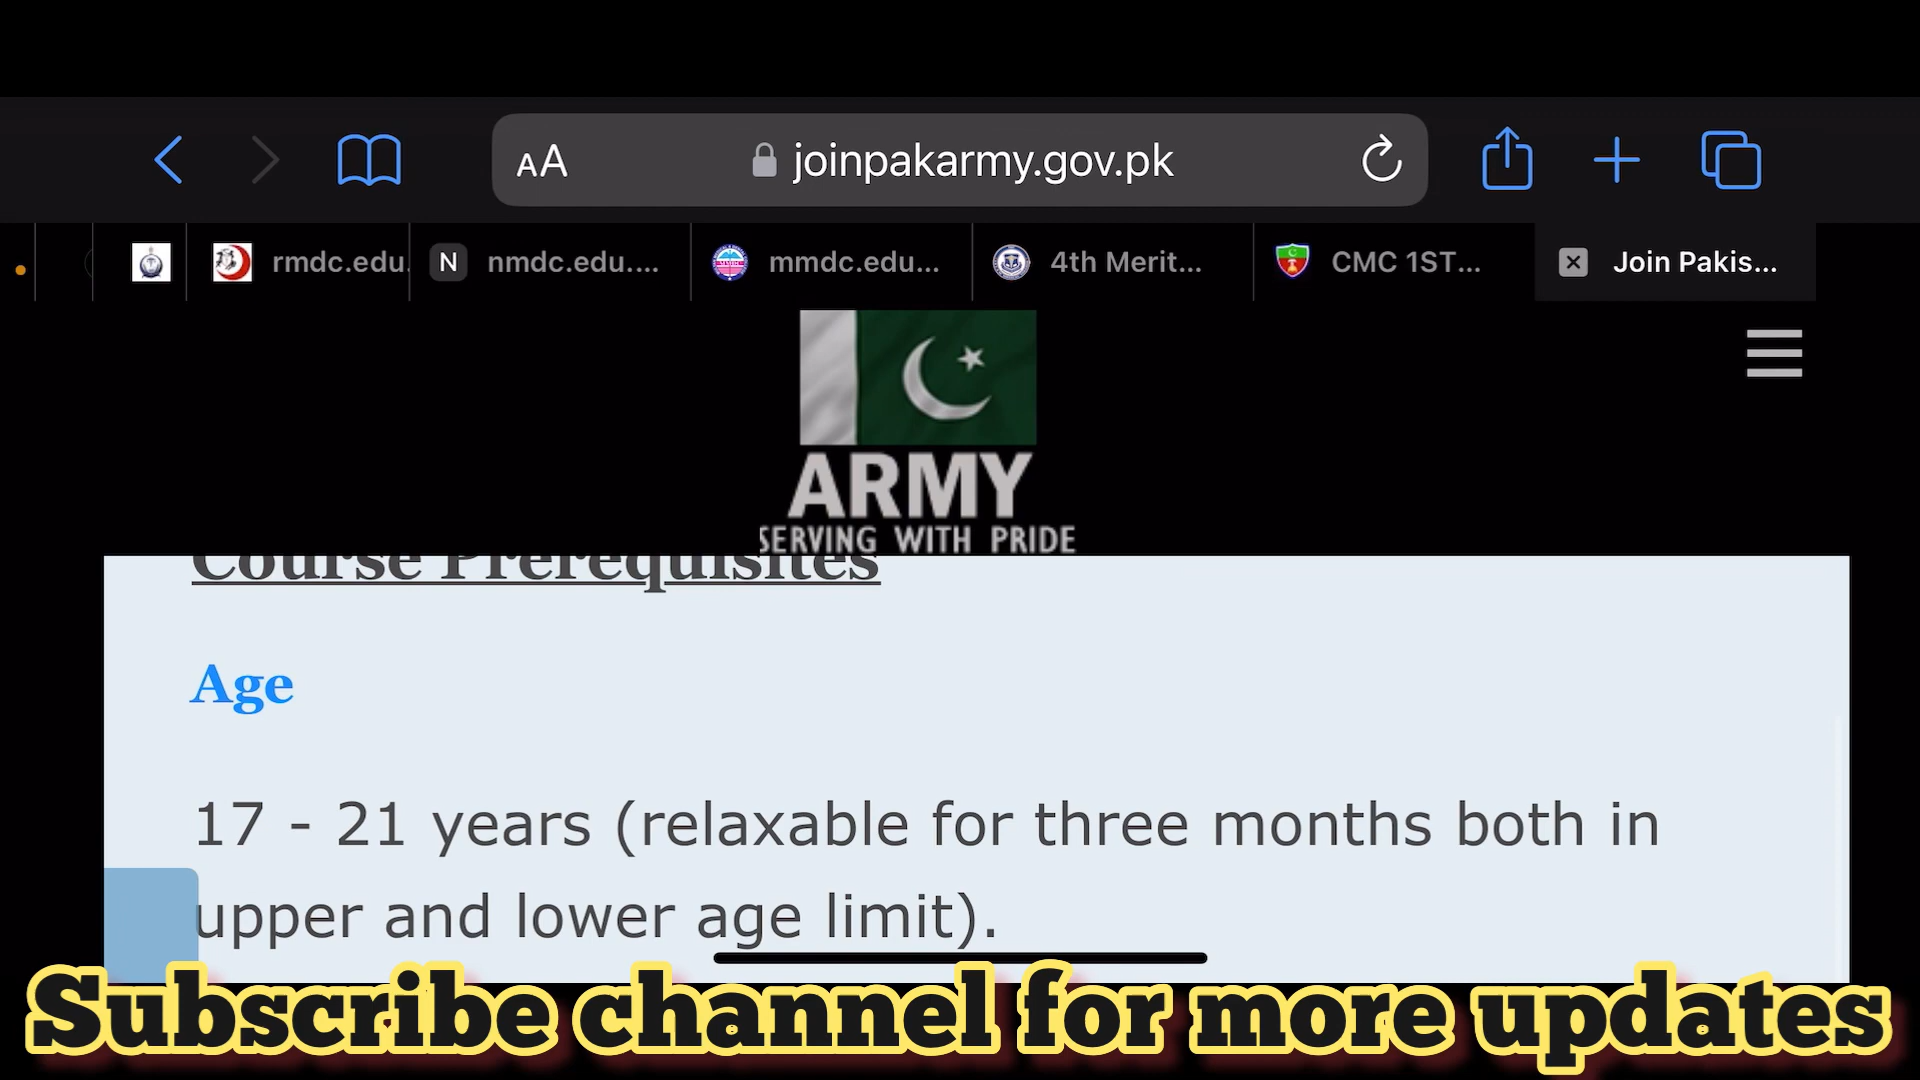 AA joinpakarmy.gov.pk
rmdc.edu. N nmdc.edu.... mmdc.edu... 4th Merit... CMC 1ST... Join Pakis...
ARMY
SERVING WITH PRIDE
Course Prerequisites
Age
17 - 21 years (relaxable for three months both in
upper and lower age limit).
Subscribe channel for more updates